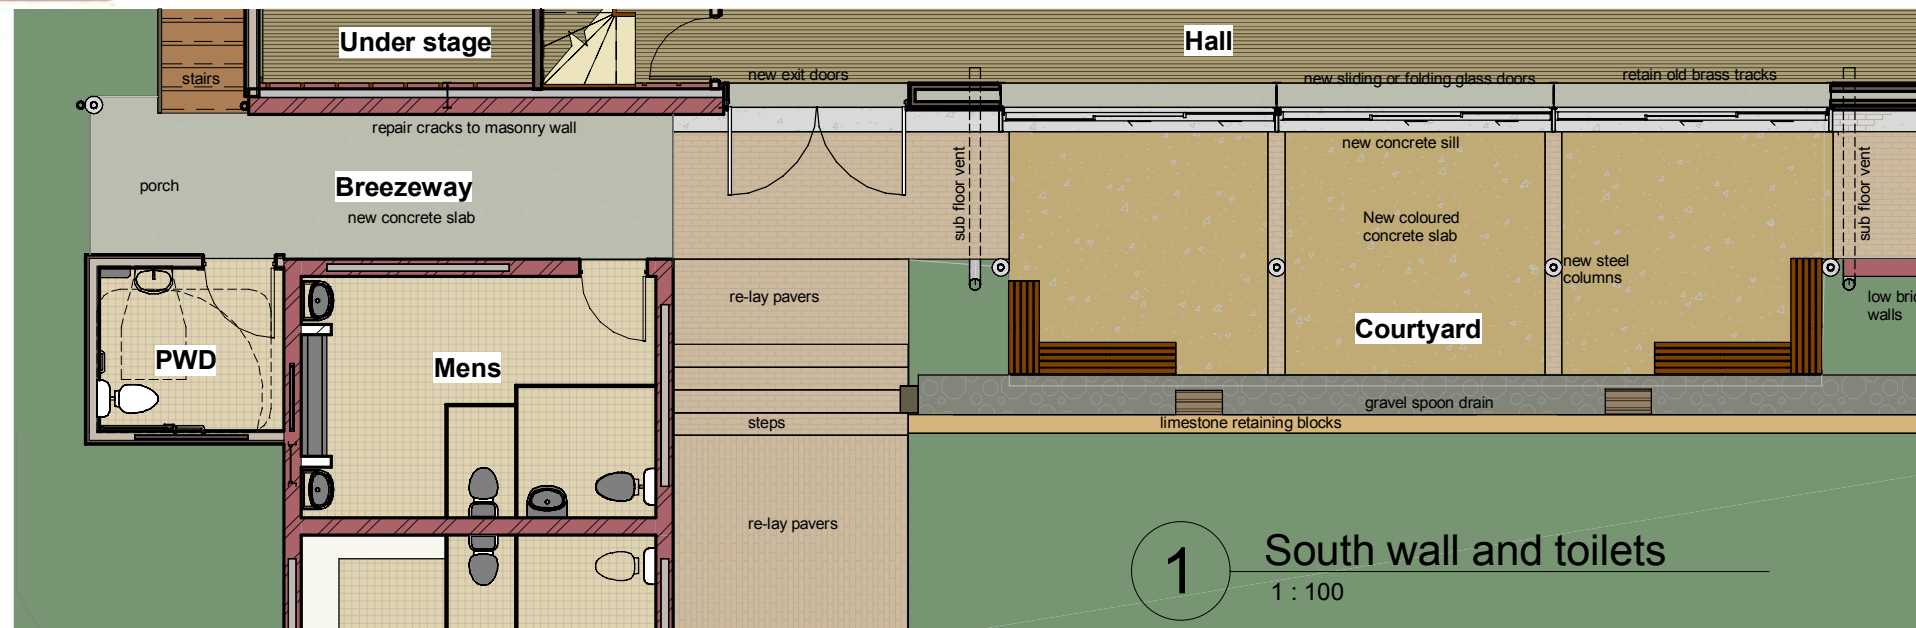 Under stage
Hall
stairs
new exit doors
new sliding or folding glass doors
retain old brass tracks
repair cracks to masonry wall
new concrete sill
porch
Breezeway
new concrete slab
sub floor vent
New coloured
concrete slab
sub floor vent
new steel
columns
re-lay pavers
low bric
walls
PWD
Mens
Courtyard
gravel spoon drain
steps
limestone retaining blocks
re-lay pavers
1
South wall and toilets
1 : 100